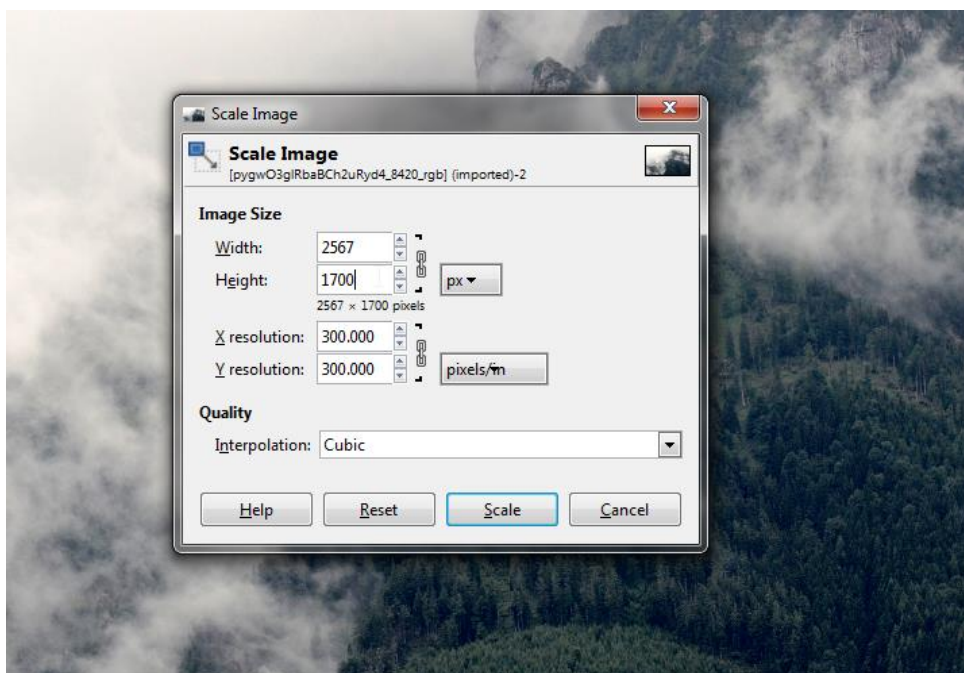 Scale Image
Scale Image
[pygwO3glRbaBCh2uRyd4_8420_rgb] (imported)-2
Image Size
Width: 2567
Height: 1700 px
2567 × 1700 pixels
X resolution: 300.000
Y resolution: 300.000 pixels/in
Quality
Interpolation: Cubic
Help Reset Scale Cancel